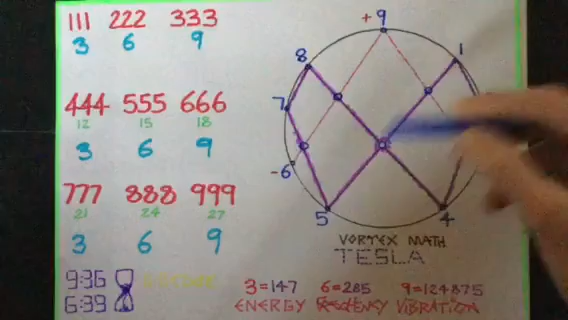 111 222 333
3 6 9
444 555 666
12 15 18
3 6 9
777 888 999
21 24 27
3 6 9
9:36
6:39
+9
8
1
7
-6
5
4
VORTEX MATH
TESLA
3=147 6=285 9=124875
ENERGY FREQUENCY VIBRATION